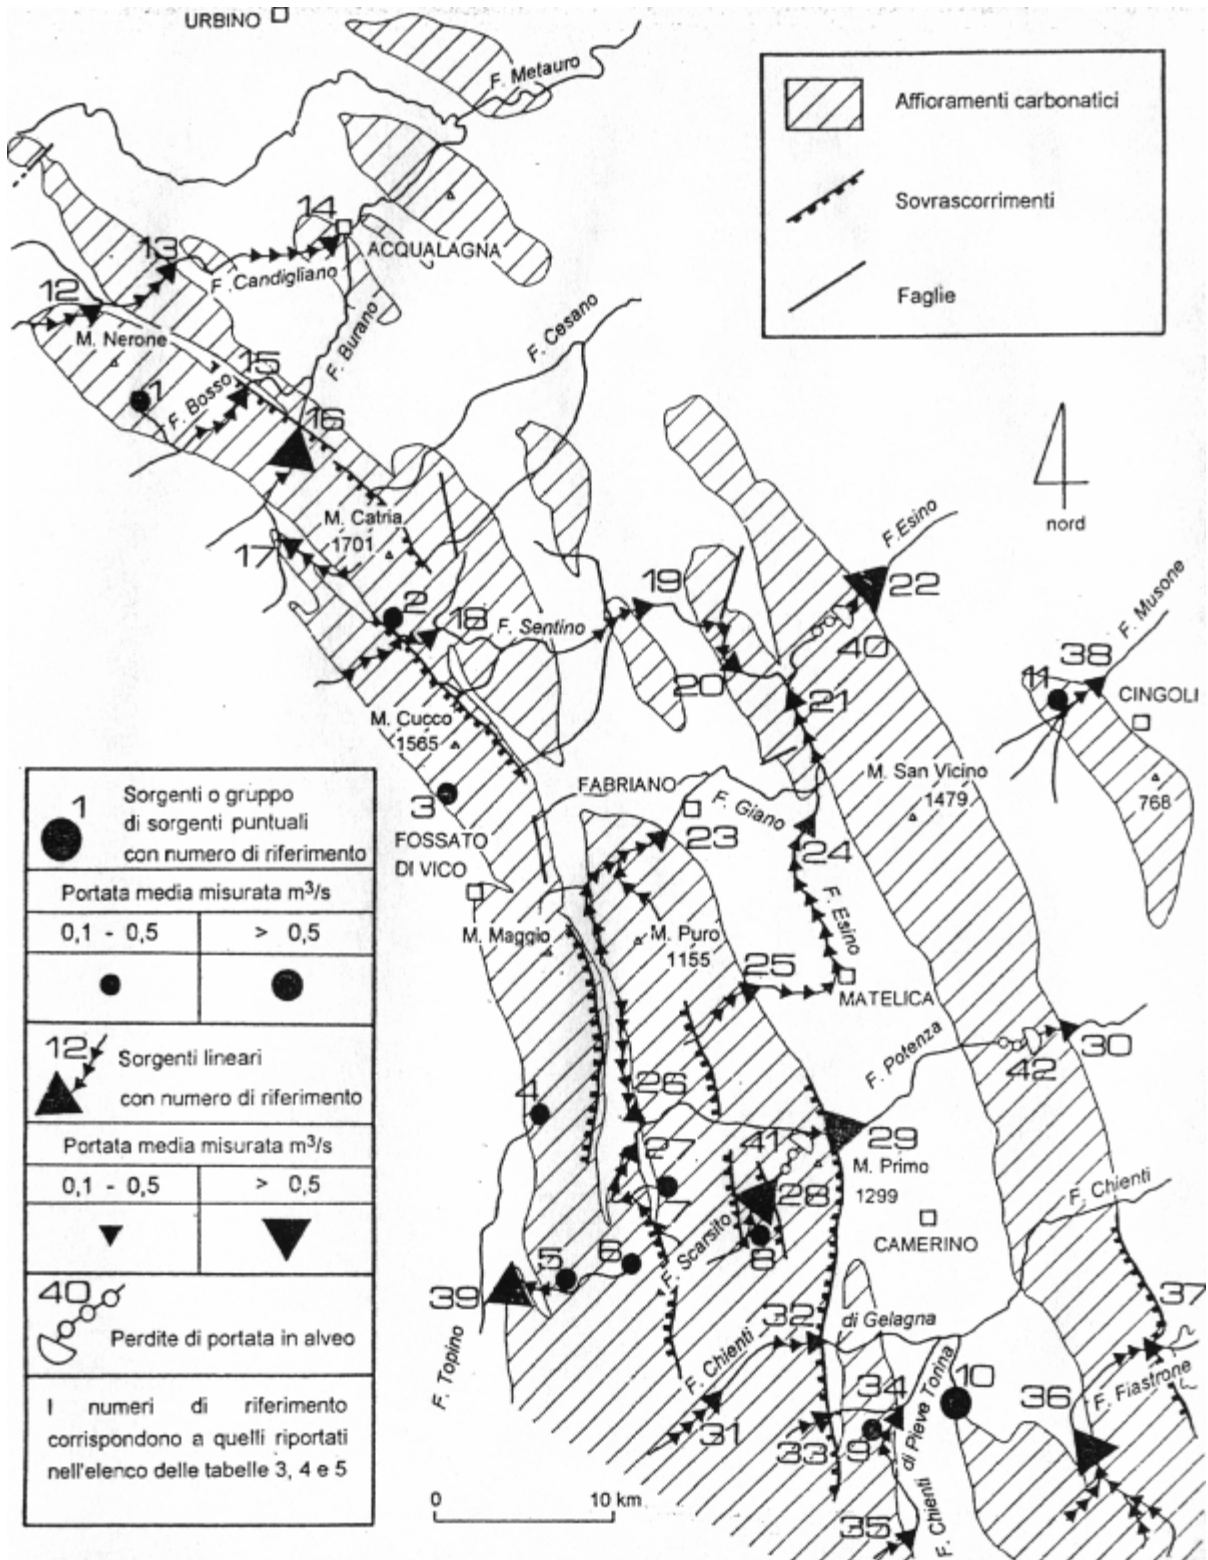 URBINO
F. Metauro
Affioramenti carbonatici
Sovrascorrimenti
Faglie
14
ACQUALAGNA
13
F. Candigliano
12
M. Nerone
F. Burano
F. Cesano
15
1
F. Bosso
16
nord
M. Catria
1701
17
F. Esino
22
2
18
F. Sentino
19
40
20
21
F. Musone
38
11
CINGOLI
768
M. Cucco
1565
3
M. San Vicino
1479
FABRIANO
F. Giano
23
24
FOSSATO
DI VICO
F. Esino
M. Maggio
M. Puro
1155
25
MATELICA
F. Potenza
42
30
4
26
41
29
27
7
28
M. Primo
1299
F. Chienti
CAMERINO
F. Scarsito
8
5
6
39
F. Topino
32
di Gelagna
37
F. Chienti
31
33
34
9
di Pieve Torina
10
36
F. Fiastrone
35
F. Chienti
0
10 km
1
Sorgenti o gruppo
di sorgenti puntuali
con numero di riferimento
Portata media misurata m³/s
0,1 - 0,5
> 0,5
12
Sorgenti lineari
con numero di riferimento
Portata media misurata m³/s
0,1 - 0,5
> 0,5
40
Perdite di portata in alveo
I numeri di riferimento
corrispondono a quelli riportati
nell'elenco delle tabelle 3, 4 e 5